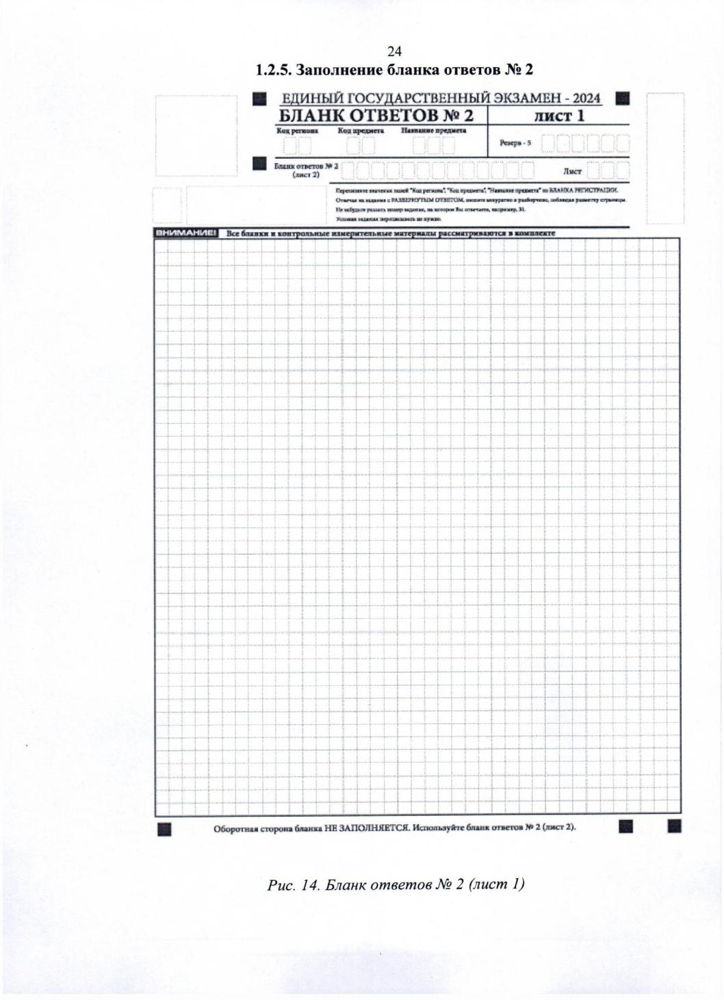 24
1.2.5. Заполнение бланка ответов № 2
ЕДИНЫЙ ГОСУДАРСТВЕННЫЙ ЭКЗАМЕН - 2024
БЛАНК ОТВЕТОВ № 2
лист 1
Код региона Код предмета Название предмета
Резерв - 5
Бланк ответов № 2
(лист 2)
Лист
Перепишите значения полей "Код региона", "Код предмета", "Название предмета" из БЛАНКА РЕГИСТРАЦИИ.
Отвечая на задания с РАЗВЕРНУТЫМ ОТВЕТОМ, пишите аккуратно и разборчиво, соблюдая разметку страницы.
Не забудьте указать номер задания, на которое Вы отвечаете, например, 31.
Условия задания переписывать не нужно.
ВНИМАНИЕ! Все бланки и контрольные измерительные материалы рассматриваются в комплекте
Оборотная сторона бланка НЕ ЗАПОЛНЯЕТСЯ. Используйте бланк ответов № 2 (лист 2).
Рис. 14. Бланк ответов № 2 (лист 1)